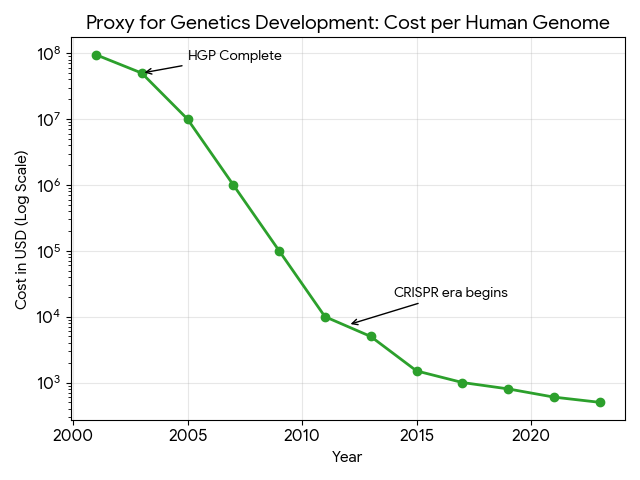 Proxy for Genetics Development: Cost per Human Genome
Cost in USD (Log Scale)
10⁸
10⁷
10⁶
10⁵
10⁴
10³
HGP Complete
CRISPR era begins
2000
2005
2010
2015
2020
Year